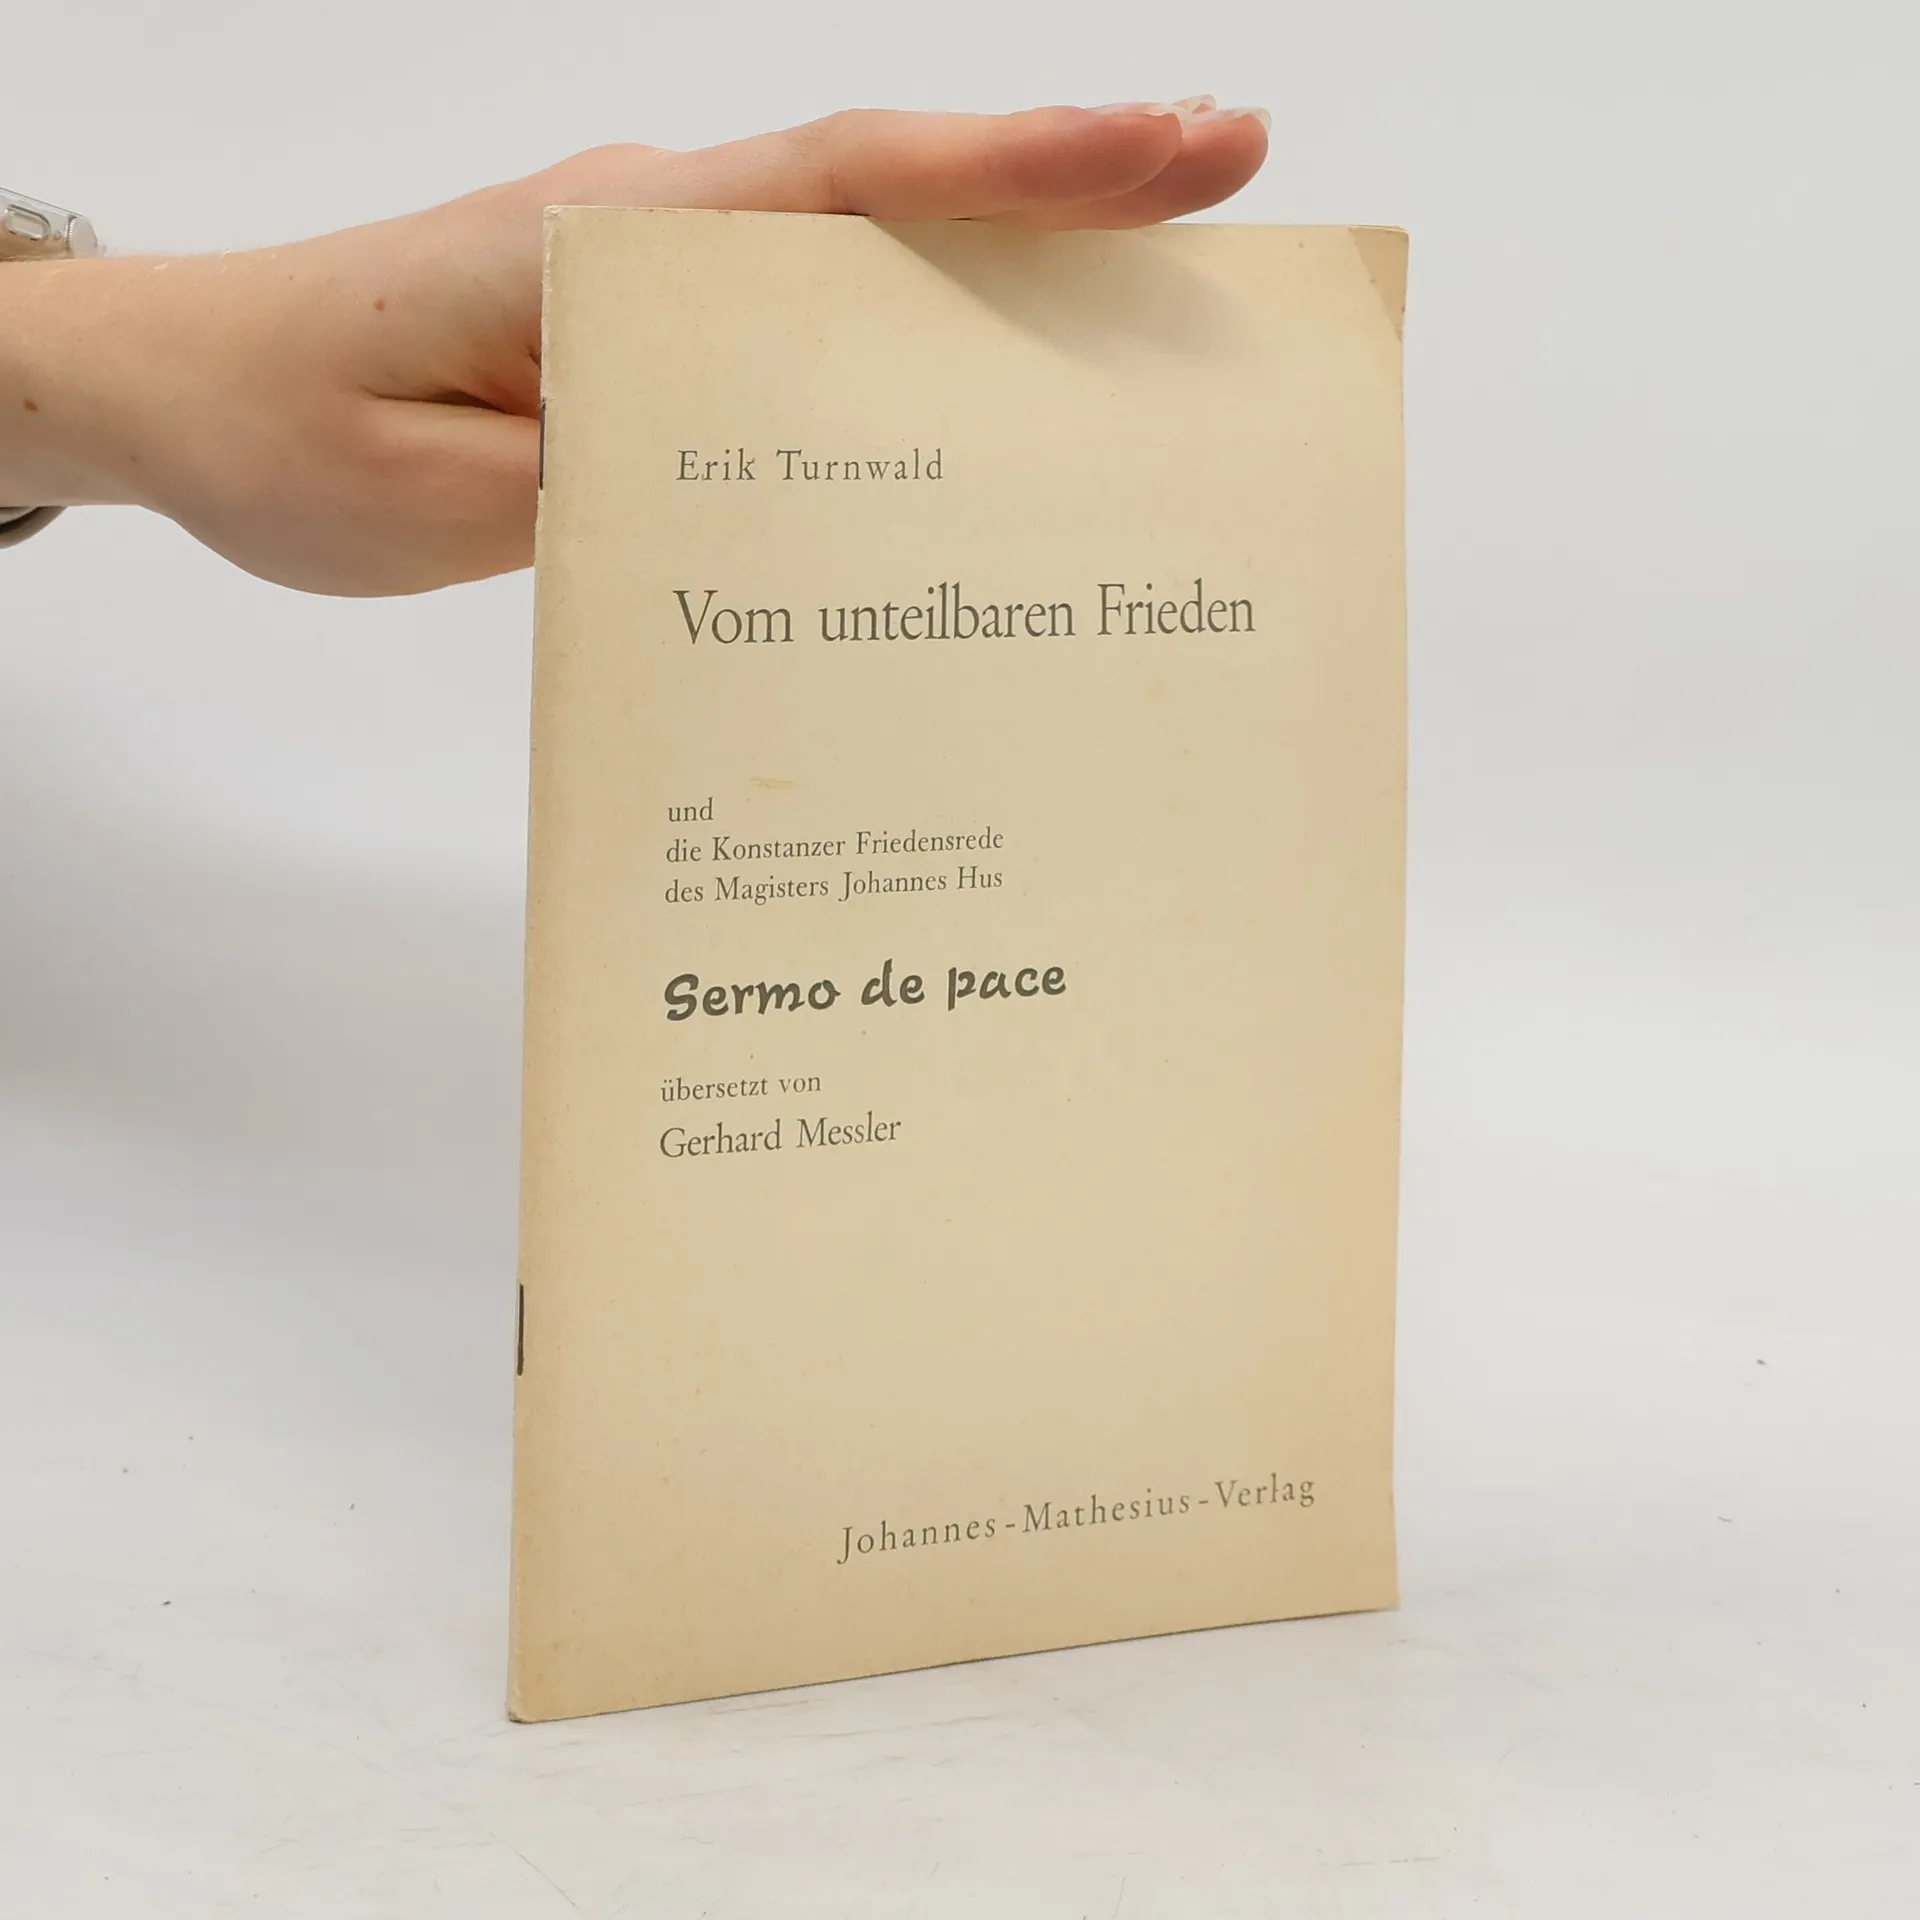 Erik Turnwald
Vom unteilbaren Frieden
und
die Konstanzer Friedensrede
des Magisters Johannes Hus
Sermo de pace
übersetzt von
Gerhard Messler
Johannes-Mathesius-Verlag